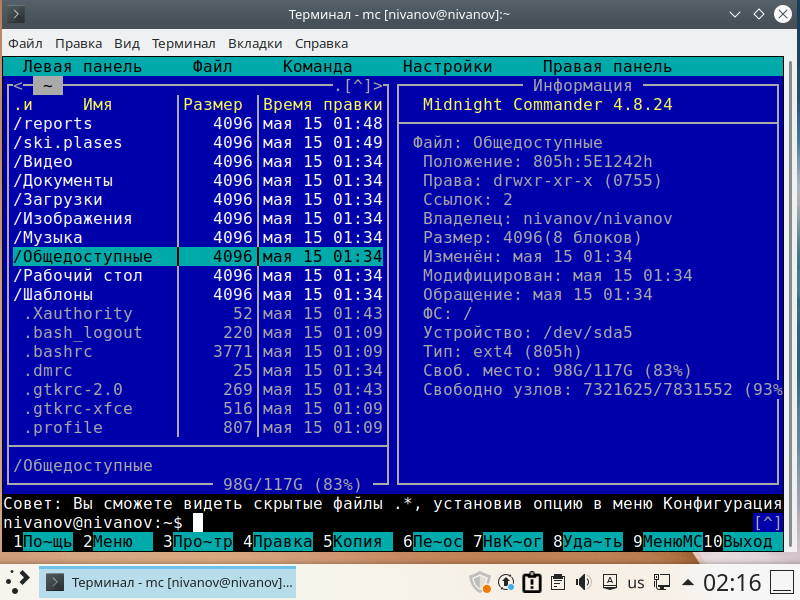 Терминал - mc [nivanov@nivanov]:~
Файл Правка Вид Терминал Вкладки Справка
Левая панель Файл Команда Настройки Правая панель
<─ ~ .[^]>
.и Имя Размер Время правки
/reports 4096 мая 15 01:48
/ski.plases 4096 мая 15 01:49
/Видео 4096 мая 15 01:34
/Документы 4096 мая 15 01:34
/Загрузки 4096 мая 15 01:34
/Изображения 4096 мая 15 01:34
/Музыка 4096 мая 15 01:34
/Общедоступные 4096 мая 15 01:34
/Рабочий стол 4096 мая 15 01:34
/Шаблоны 4096 мая 15 01:34
.Xauthority 52 мая 15 01:43
.bash_logout 220 мая 15 01:09
.bashrc 3771 мая 15 01:09
.dmrc 25 мая 15 01:34
.gtkrc-2.0 269 мая 15 01:43
.gtkrc-xfce 516 мая 15 01:09
.profile 807 мая 15 01:09
/Общедоступные
98G/117G (83%)
Информация
Midnight Commander 4.8.24
Файл: Общедоступные
Положение: 805h:5E1242h
Права: drwxr-xr-x (0755)
Ссылок: 2
Владелец: nivanov/nivanov
Размер: 4096(8 блоков)
Изменён: мая 15 01:34
Модифицирован: мая 15 01:34
Обращение: мая 15 01:34
ФС: /
Устройство: /dev/sda5
Тип: ext4 (805h)
Своб. место: 98G/117G (83%)
Свободно узлов: 7321625/7831552 (93%
Совет: Вы сможете видеть скрытые файлы .*, установив опцию в меню Конфигурация
nivanov@nivanov:~$ [^]
1По~щь 2Меню 3Про~тр 4Правка 5Копия 6Пе~ос 7НвК~ог 8Уда~ть 9МенюMC 10Выход
Терминал - mc [nivanov@nivanov]... us 02:16